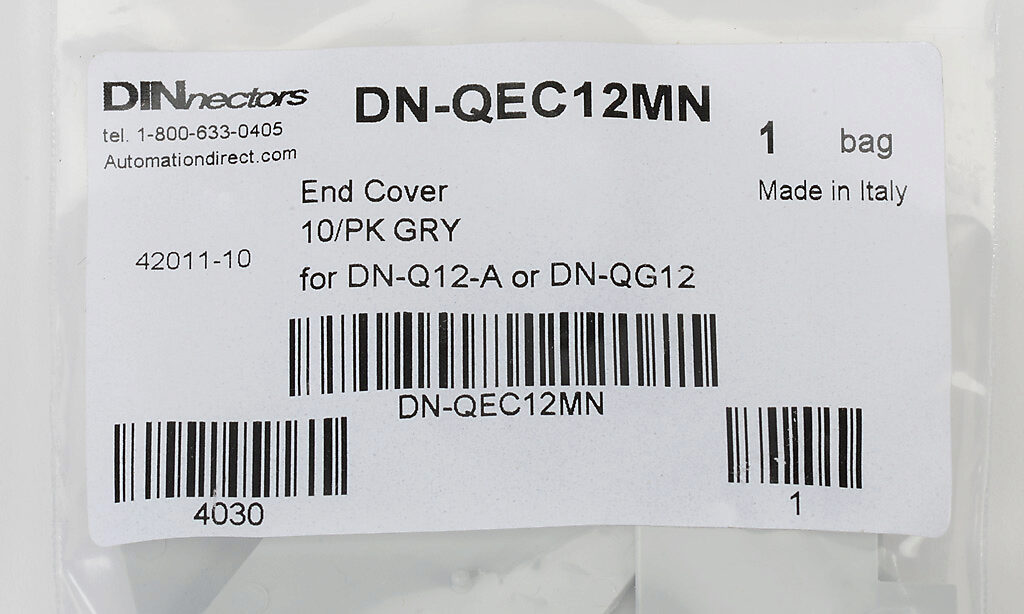 DINnectors
tel. 1-800-633-0405
Automationdirect.com
DN-QEC12MN
1 bag
Made in Italy
End Cover
10/PK GRY
42011-10
for DN-Q12-A or DN-QG12
DN-QEC12MN
4030
1